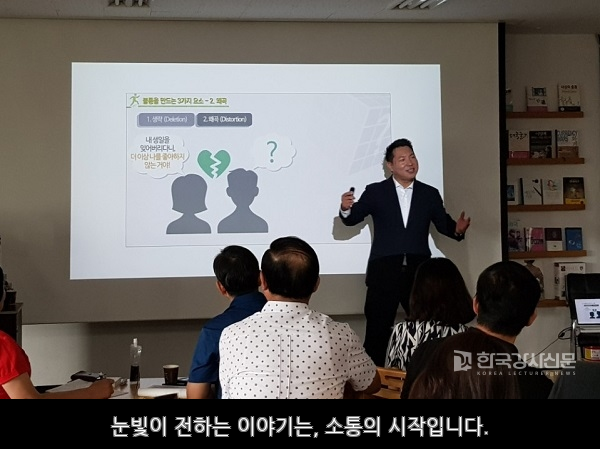 불통을 만드는 3가지 요소 - 2. 왜곡
1. 생략 (Deletion)
2. 왜곡 (Distortion)
내 생일을
잊어버리다니,
더 이상 나를 좋아하지
않는 거야!
?
한국강사신문
KOREA LECTURER NEWS
눈빛이 전하는 이야기는, 소통의 시작입니다.